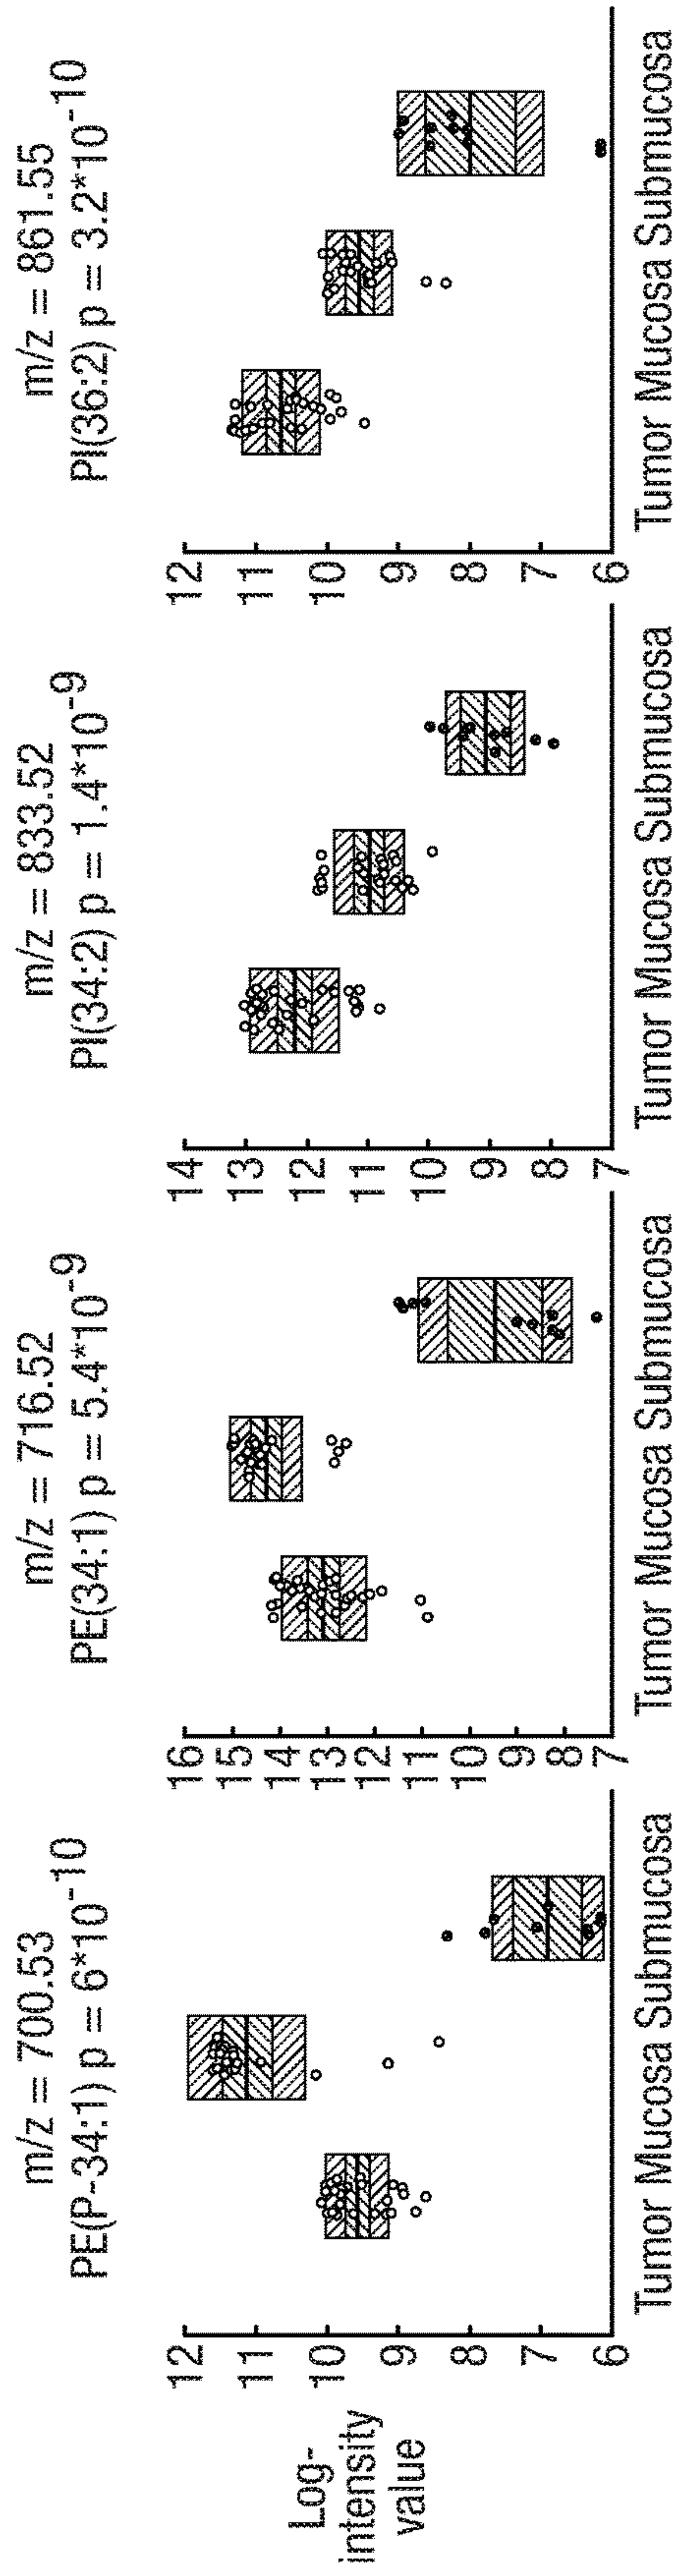 Log-
intensity
value
m/z = 700.53
PE(P-34:1) p = 6*10⁻¹⁰
12
11
10
9
8
7
6
Tumor Mucosa Submucosa
m/z = 716.52
PE(34:1) p = 5.4*10⁻⁹
16
15
14
13
12
11
10
9
8
7
Tumor Mucosa Submucosa
m/z = 833.52
PI(34:2) p = 1.4*10⁻⁹
14
13
12
11
10
9
8
7
Tumor Mucosa Submucosa
m/z = 861.55
PI(36:2) p = 3.2*10⁻¹⁰
12
11
10
9
8
7
6
Tumor Mucosa Submucosa